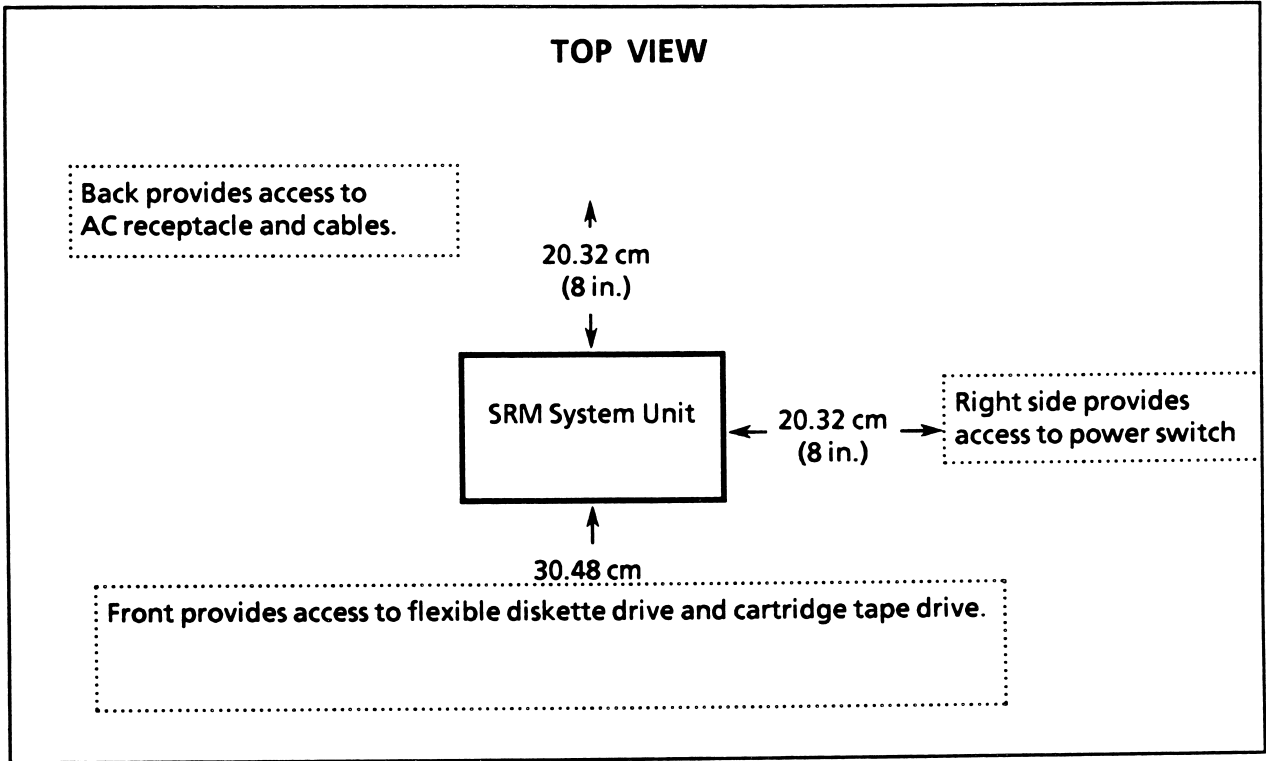 TOP VIEW
Back provides access to
AC receptacle and cables.
20.32 cm
(8 in.)
SRM System Unit
20.32 cm
(8 in.)
Right side provides
access to power switch
30.48 cm
Front provides access to flexible diskette drive and cartridge tape drive.